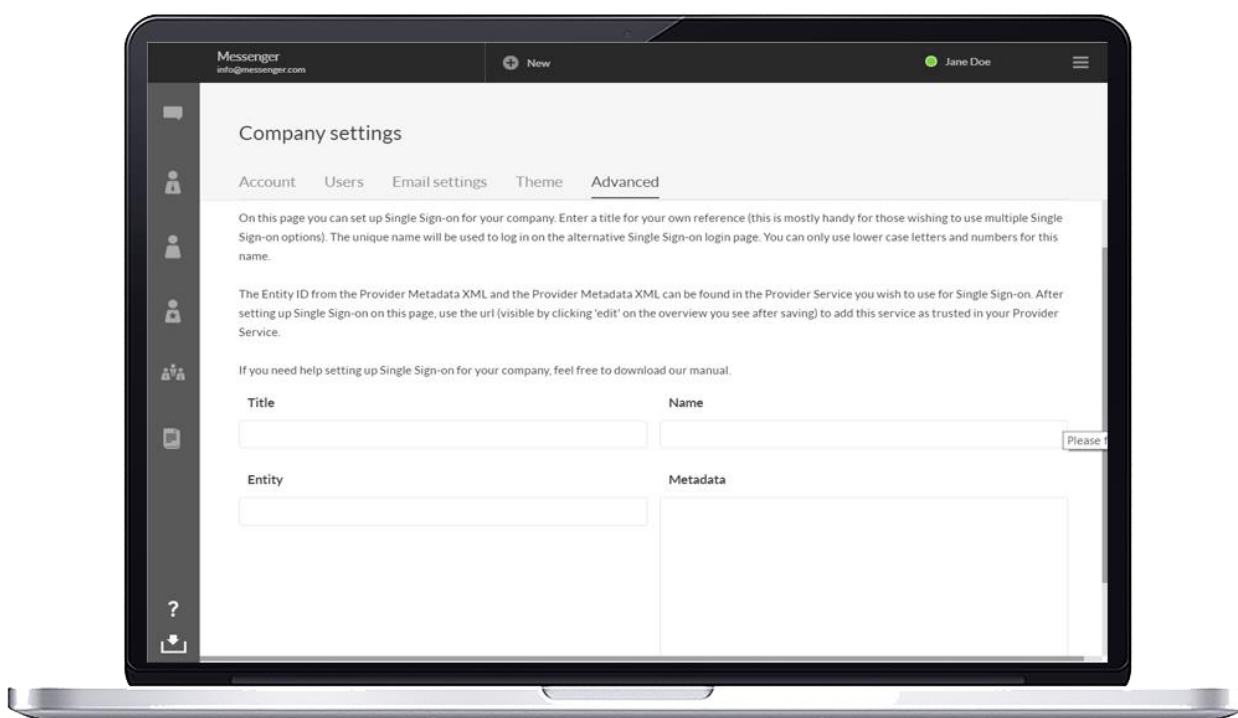 Messenger
info@messenger.com
New
Jane Doe
Company settings
Account Users Email settings Theme Advanced
On this page you can set up Single Sign-on for your company. Enter a title for your own reference (this is mostly handy for those wishing to use multiple Single
Sign-on options). The unique name will be used to log in on the alternative Single Sign-on login page. You can only use lower case letters and numbers for this
name.
The Entity ID from the Provider Metadata XML and the Provider Metadata XML can be found in the Provider Service you wish to use for Single Sign-on. After
setting up Single Sign-on on this page, use the url (visible by clicking 'edit' on the overview you see after saving) to add this service as trusted in your Provider
Service.
If you need help setting up Single Sign-on for your company, feel free to download our manual.
Title Name
Please f
Entity Metadata
?